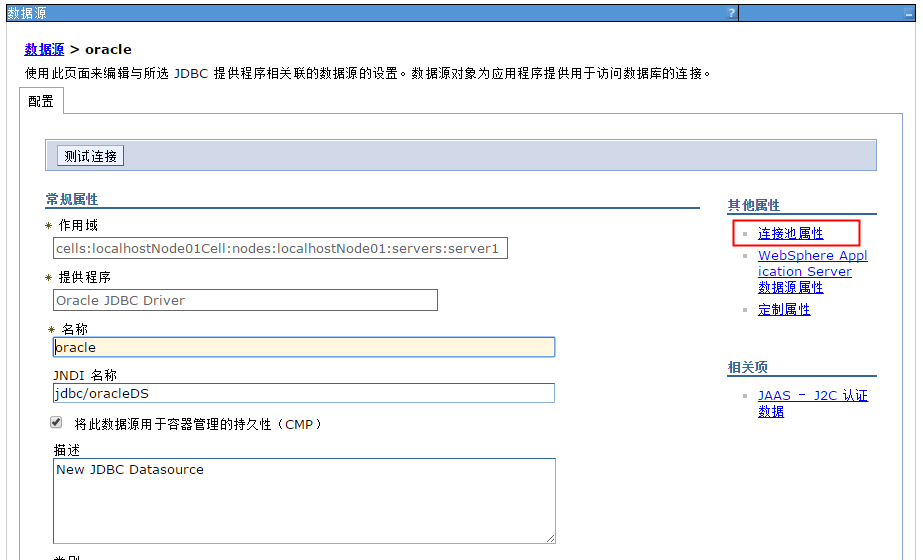 数据源 ? –
数据源 > oracle
使用此页面来编辑与所选 JDBC 提供程序相关联的数据源的设置。数据源对象为应用程序提供用于访问数据库的连接。
配置
测试连接
常规属性
* 作用域
cells:localhostNode01Cell:nodes:localhostNode01:servers:server1
* 提供程序
Oracle JDBC Driver
* 名称
oracle
JNDI 名称
jdbc/oracleDS
将此数据源用于容器管理的持久性（CMP）
描述
New JDBC Datasource
类别
其他属性
连接池属性
WebSphere Appl
ication Server
数据源属性
定制属性
相关项
JAAS – J2C 认证
数据